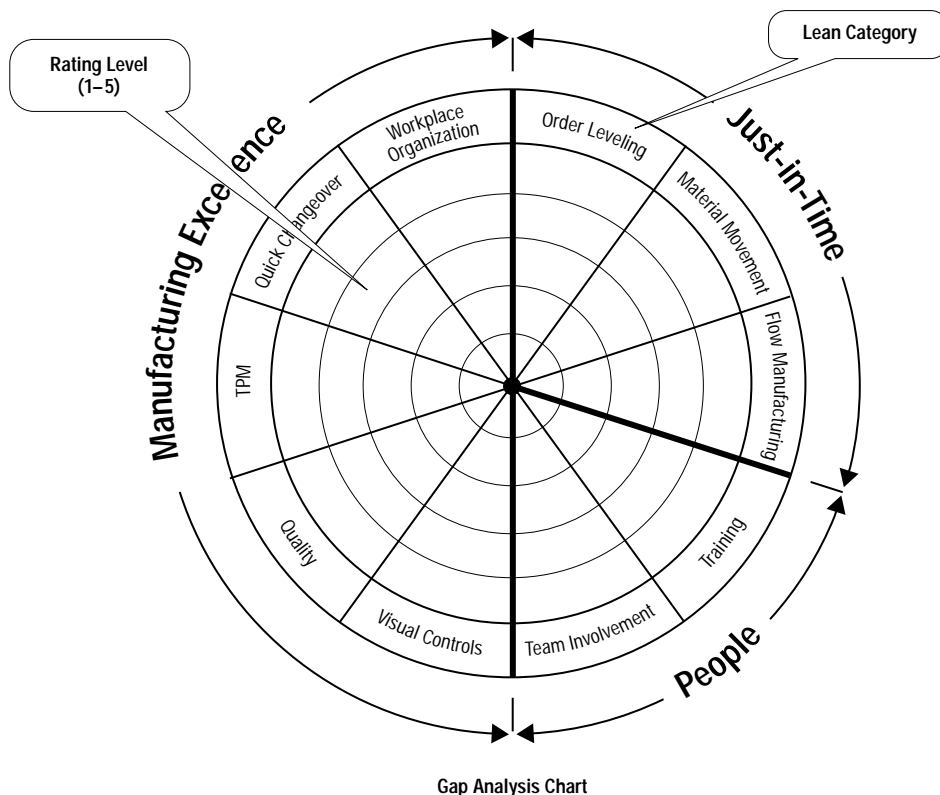 Lean Category
Rating Level
(1–5)
Manufacturing Excellence
Just-in-Time
People
Workplace
Organization
Order Leveling
Material Movement
Flow Manufacturing
Training
Team Involvement
Visual Controls
Quality
TPM
Quick Changeover
Gap Analysis Chart